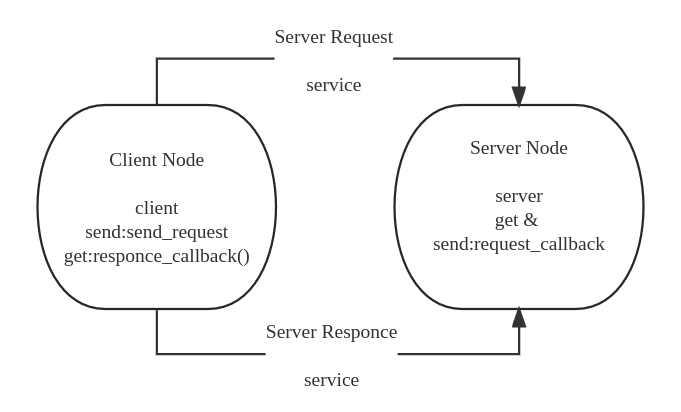 Server Request
service
Client Node
client
send:send_request
get:responce_callback()
Server Node
server
get &
send:request_callback
Server Responce
service